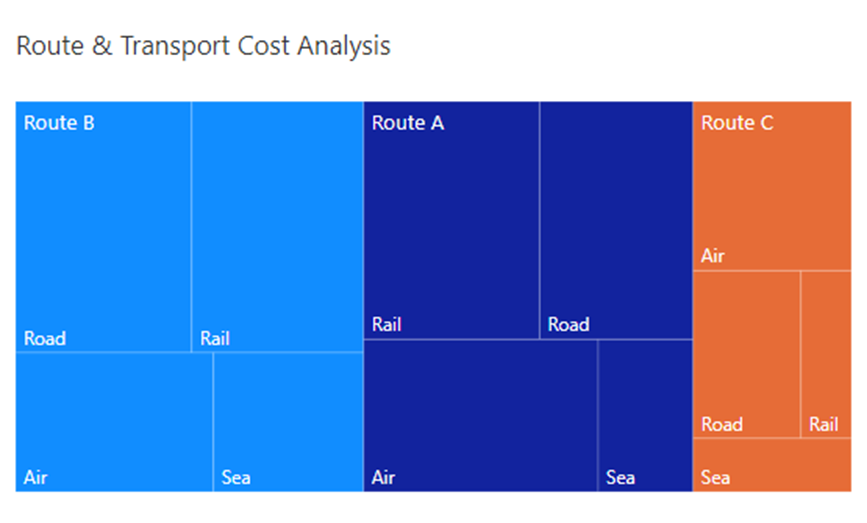 Route & Transport Cost Analysis
Route B
Road
Rail
Air
Sea
Route A
Rail
Road
Air
Sea
Route C
Air
Road
Rail
Sea